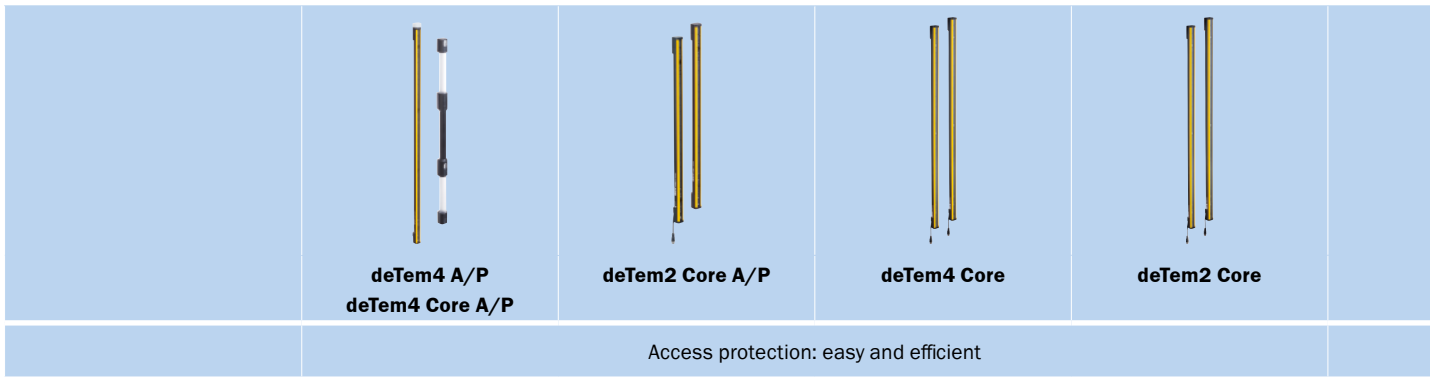 deTem4 A/P
deTem4 Core A/P
deTem2 Core A/P
deTem4 Core
deTem2 Core
Access protection: easy and efficient